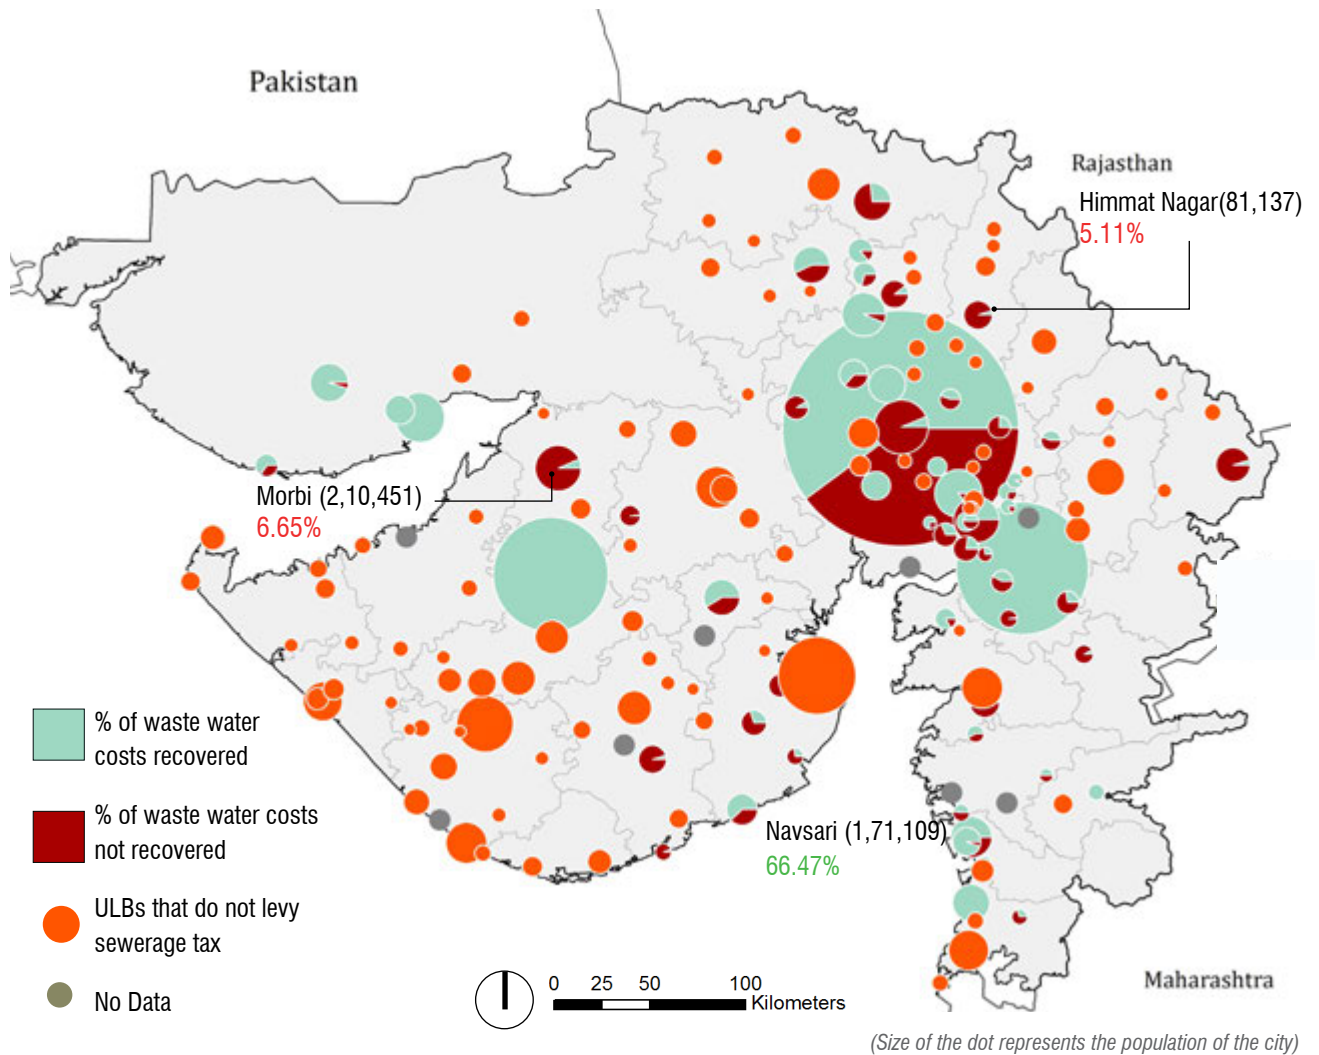 Pakistan
Rajasthan
Himmat Nagar(81,137)
5.11%
Morbi (2,10,451)
6.65%
% of waste water
costs recovered
% of waste water costs
not recovered
ULBs that do not levy
sewerage tax
No Data
Navsari (1,71,109)
66.47%
0 25 50 100
Kilometers
Maharashtra
(Size of the dot represents the population of the city)